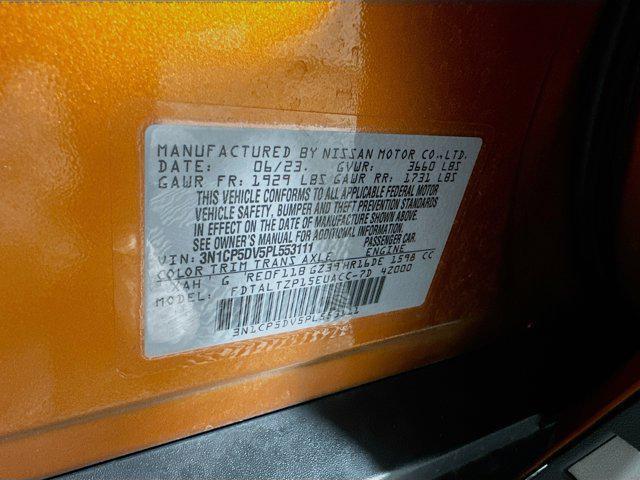 MANUFACTURED BY NISSAN MOTOR CO.,LTD.
DATE: 06/23. GVWR: 3660 LBS
GAWR FR: 1929 LBS GAWR RR: 1731 LBS
THIS VEHICLE CONFORMS TO ALL APPLICABLE FEDERAL MOTOR
VEHICLE SAFETY, BUMPER AND THEFT PREVENTION STANDARDS
IN EFFECT ON THE DATE OF MANUFACTURE SHOWN ABOVE.
SEE OWNER'S MANUAL FOR ADDITIONAL INFORMATION.
VIN: 3N1CP5DV5PL553111 PASSENGER CAR.
COLOR TRIM TRANS AXLE ENGINE
XAH G RE0F11B GZ39 HR16DE 1598 CC
MODEL: FDTALTZP15EUACC-7D 42000
3N1CP5DV5PL553111